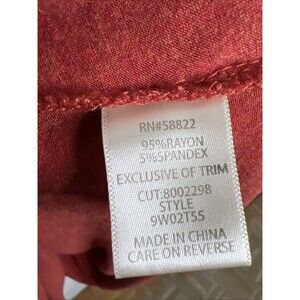 RN#58822
95%RAYON
5%SPANDEX
EXCLUSIVE OF TRIM
CUT:8002298
STYLE
9W02T55
MADE IN CHINA
CARE ON REVERSE